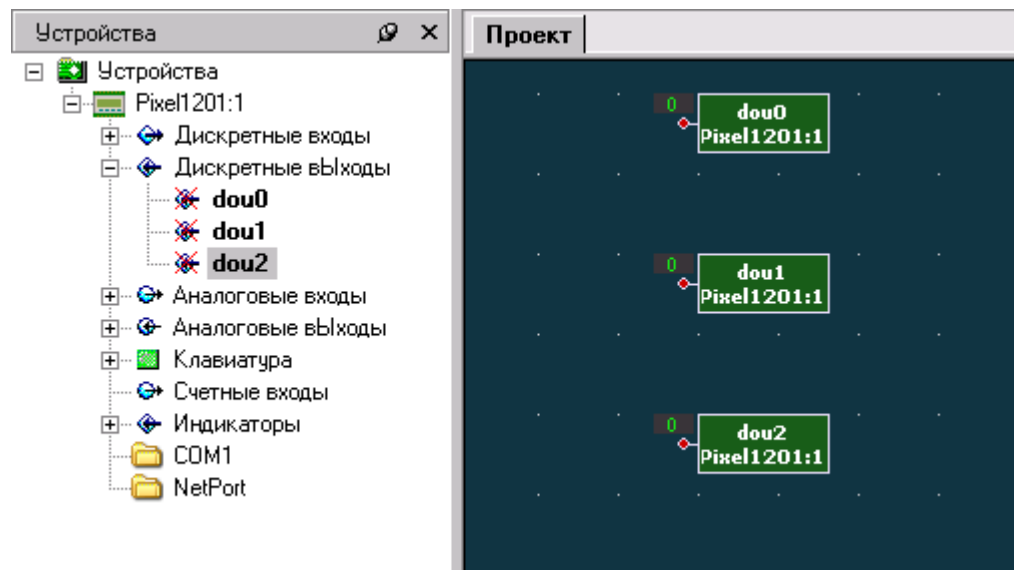 Устройства
Устройства
Pixel1201:1
Дискретные входы
Дискретные вЫходы
dou0
dou1
dou2
Аналоговые входы
Аналоговые вЫходы
Клавиатура
Счетные входы
Индикаторы
COM1
NetPort
Проект
0
dou0
Pixel1201:1
0
dou1
Pixel1201:1
0
dou2
Pixel1201:1